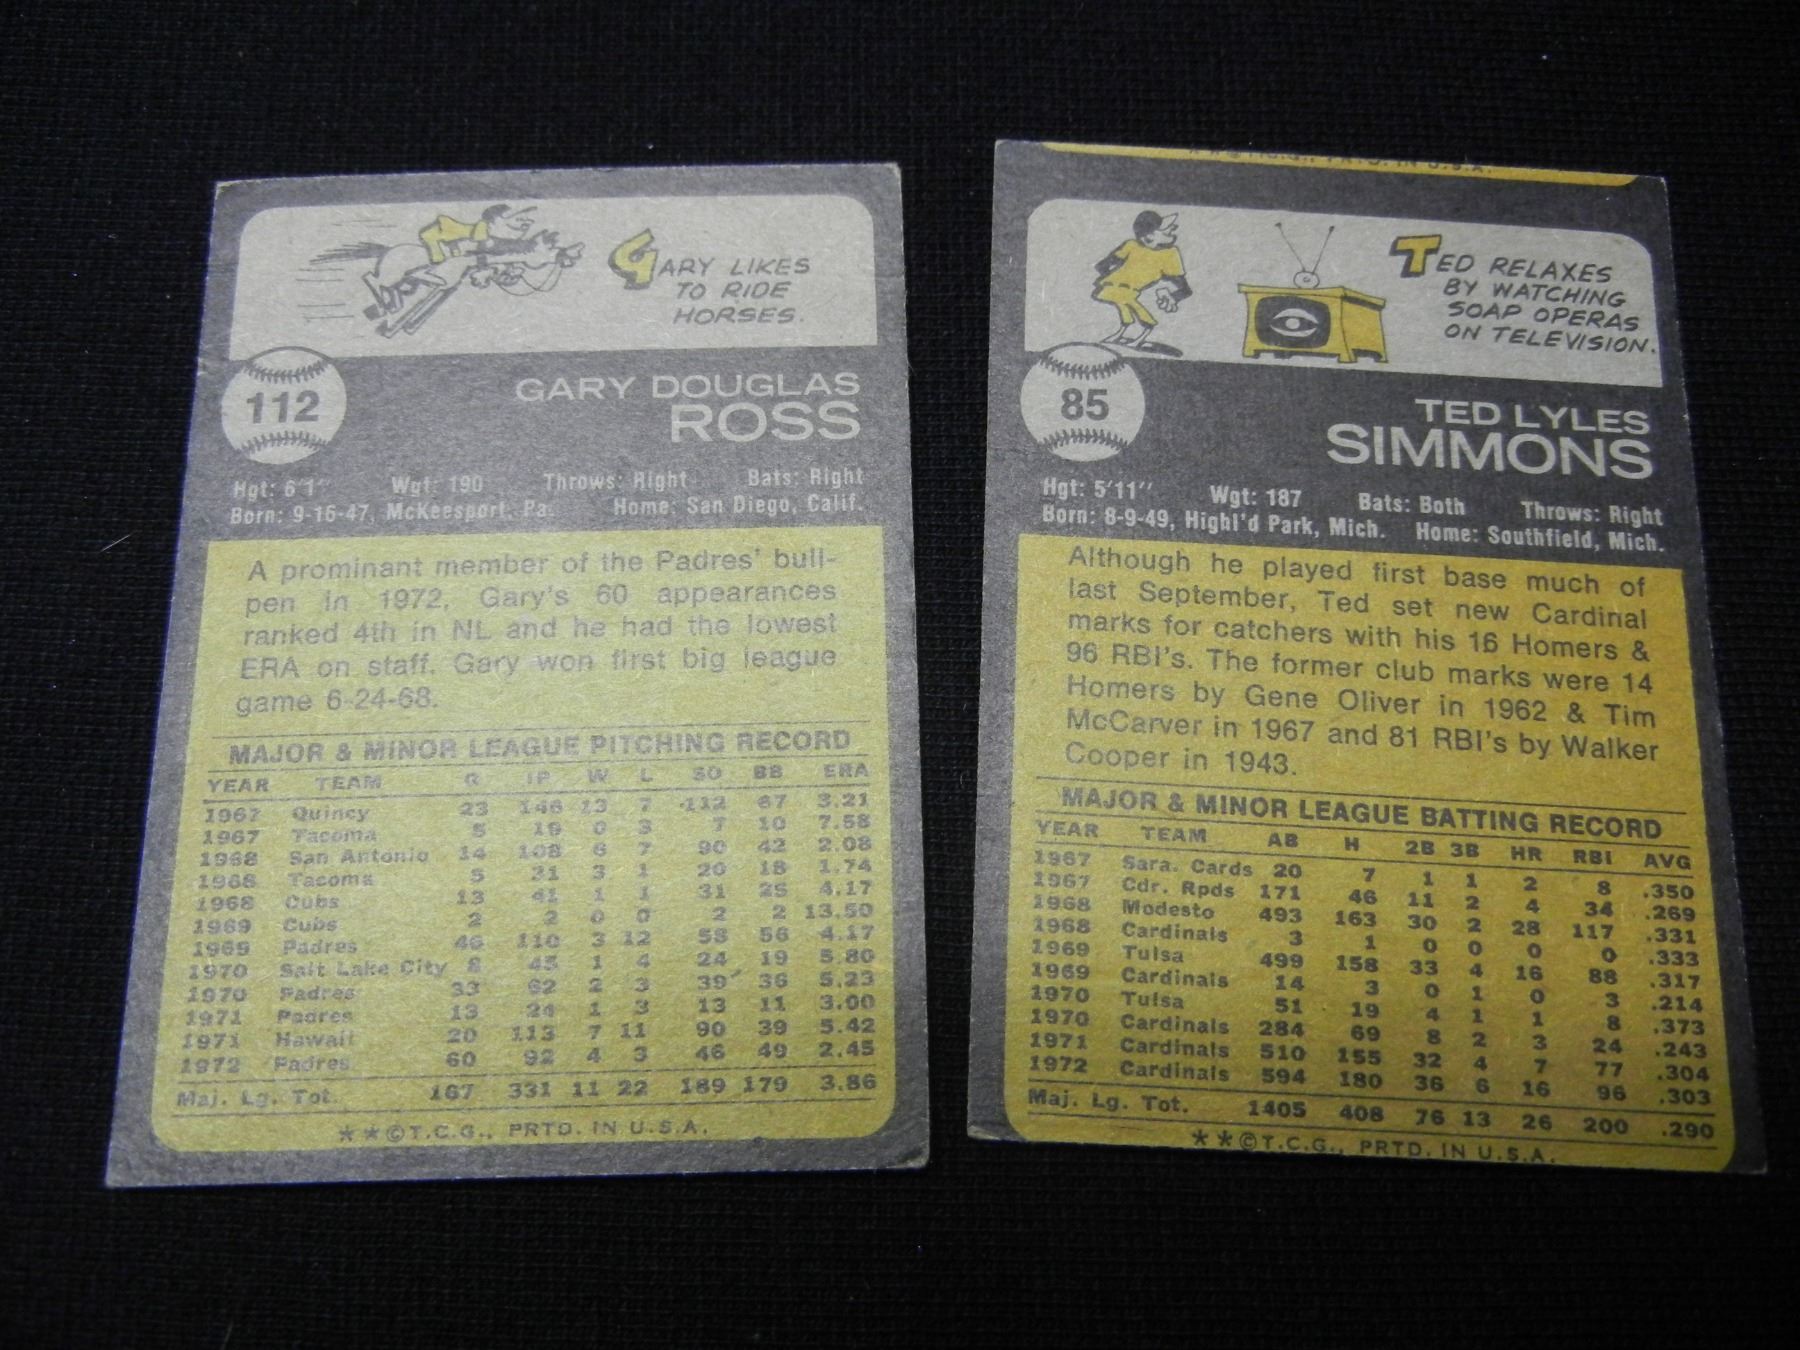 GARY LIKES
TO RIDE
HORSES.
112
GARY DOUGLAS
ROSS
Hgt: 6'1" Wgt: 190 Throws: Right Bats: Right
Born: 9-16-47, McKeesport, Pa. Home: San Diego, Calif.
A prominant member of the Padres' bull-
pen in 1972, Gary's 60 appearances
ranked 4th in NL and he had the lowest
ERA on staff. Gary won first big league
game 6-24-68.
MAJOR & MINOR LEAGUE PITCHING RECORD
YEAR TEAM G IP W L SO BB ERA
1967 Quincy 23 146 13 7 112 67 3.21
1967 Tacoma 5 19 0 3 7 10 7.58
1968 San Antonio 14 108 6 7 90 42 2.08
1968 Tacoma 5 31 3 1 20 18 1.74
1968 Cubs 13 41 1 1 31 25 4.17
1969 Cubs 2 2 0 0 2 2 13.50
1969 Padres 46 110 3 12 58 56 4.17
1970 Salt Lake City 8 45 1 4 24 19 5.80
1970 Padres 33 62 2 3 39 36 5.23
1971 Padres 13 24 1 3 13 11 3.00
1971 Hawaii 20 113 7 11 90 39 5.42
1972 Padres 60 92 4 3 46 49 2.45
Maj. Lg. Tot. 167 331 11 22 189 179 3.86
**©T.C.G., PRTD. IN U.S.A.
TED RELAXES
BY WATCHING
SOAP OPERAS
ON TELEVISION.
85
TED LYLES
SIMMONS
Hgt: 5'11" Wgt: 187 Bats: Both Throws: Right
Born: 8-9-49, Highl'd Park, Mich. Home: Southfield, Mich.
Although he played first base much of
last September, Ted set new Cardinal
marks for catchers with his 16 Homers &
96 RBI's. The former club marks were 14
Homers by Gene Oliver in 1962 & Tim
McCarver in 1967 and 81 RBI's by Walker
Cooper in 1943.
MAJOR & MINOR LEAGUE BATTING RECORD
YEAR TEAM AB H 2B 3B HR RBI AVG
1967 Sara. Cards 20 7 1 1 2 8 .350
1967 Cdr. Rpds 171 46 11 2 4 34 .269
1968 Modesto 493 163 30 2 28 117 .331
1968 Cardinals 3 1 0 0 0 0 .333
1969 Tulsa 499 158 33 4 16 88 .317
1969 Cardinals 14 3 0 1 0 3 .214
1970 Tulsa 51 19 4 1 1 8 .373
1970 Cardinals 284 69 8 2 3 24 .243
1971 Cardinals 510 155 32 4 7 77 .304
1972 Cardinals 594 180 36 6 16 96 .303
Maj. Lg. Tot. 1405 408 76 13 26 200 .290
**©T.C.G., PRTD. IN U.S.A.